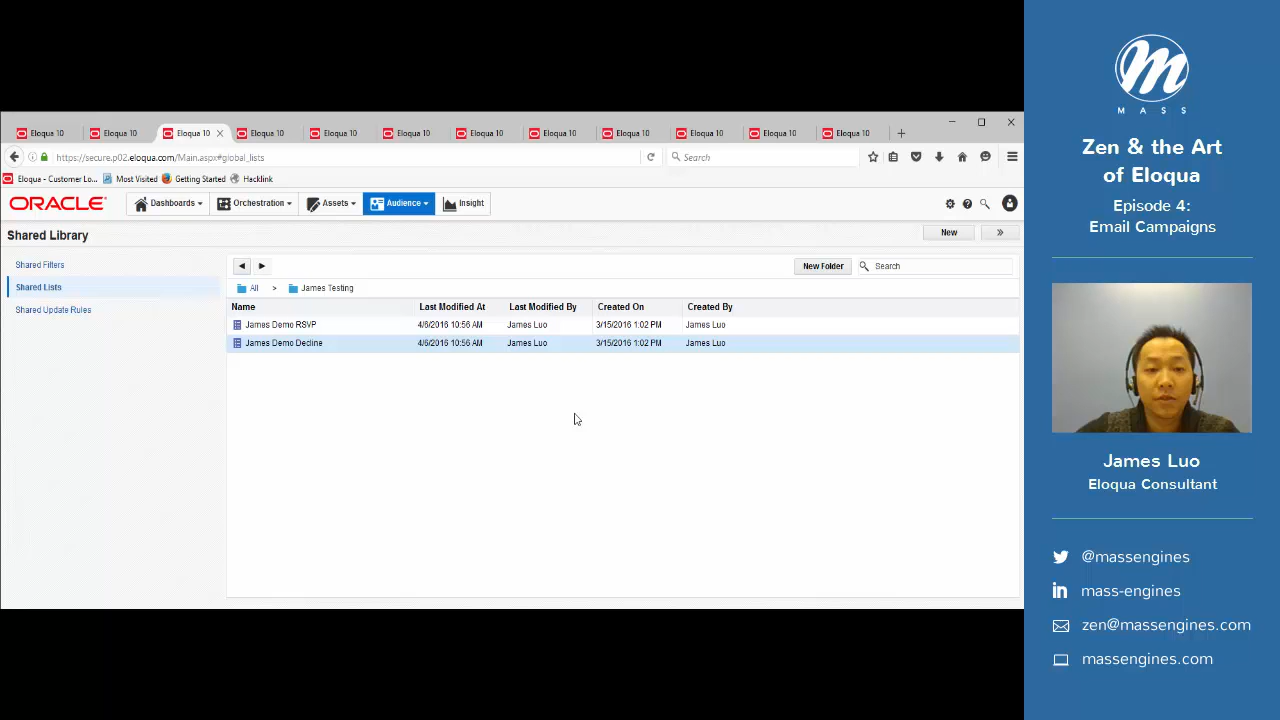 Eloqua 10
Eloqua 10
Eloqua 10
Eloqua 10
Eloqua 10
Eloqua 10
Eloqua 10
Eloqua 10
Eloqua 10
Eloqua 10
Eloqua 10
Eloqua 10
https://secure.p02.eloqua.com/Main.aspx#global_lists
Search
Eloqua - Customer Lo...
Most Visited
Getting Started
Hacklink
ORACLE
Dashboards
Orchestration
Assets
Audience
Insight
Shared Library
New
Shared Filters
Shared Lists
Shared Update Rules
New Folder
Search
All > James Testing
Name Last Modified At Last Modified By Created On Created By
James Demo RSVP 4/6/2016 10:56 AM James Luo 3/15/2016 1:02 PM James Luo
James Demo Decline 4/6/2016 10:56 AM James Luo 3/15/2016 1:02 PM James Luo
M
MASS
Zen & the Art
of Eloqua
Episode 4:
Email Campaigns
James Luo
Eloqua Consultant
@massengines
in mass-engines
zen@massengines.com
massengines.com